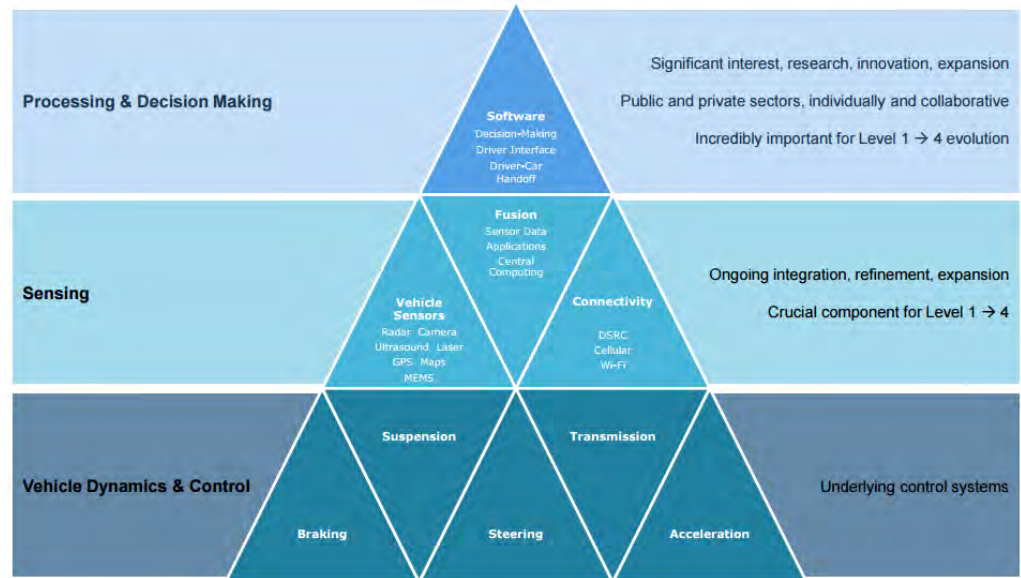 Processing & Decision Making
Software
Decision-Making
Driver Interface
Driver-Car
Handoff
Significant interest, research, innovation, expansion
Public and private sectors, individually and collaborative
Incredibly important for Level 1 → 4 evolution
Sensing
Fusion
Sensor Data
Applications
Central
Computing
Vehicle
Sensors
Radar Camera
Ultrasound Laser
GPS Maps
MEMS
Connectivity
DSRC
Cellular
Wi-Fi
Ongoing integration, refinement, expansion
Crucial component for Level 1 → 4
Vehicle Dynamics & Control
Suspension
Transmission
Braking
Steering
Acceleration
Underlying control systems